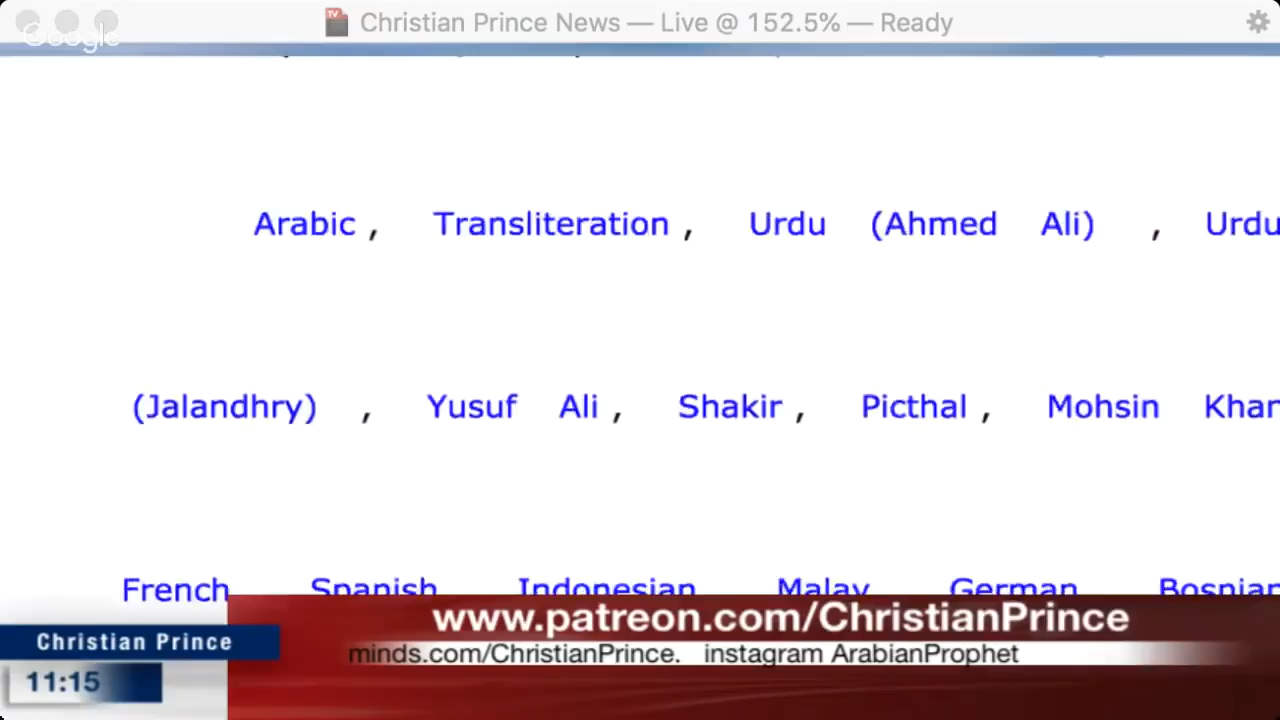 Christian Prince News — Live @ 152.5% — Ready
Google
Arabic , Transliteration , Urdu (Ahmed Ali) , Urdu
(Jalandhry) , Yusuf Ali , Shakir , Picthal , Mohsin Khan
French Spanish Indonesian Malay German Bosnian
www.patreon.com/ChristianPrince
Christian Prince
minds.com/ChristianPrince. instagram ArabianProphet
11:15